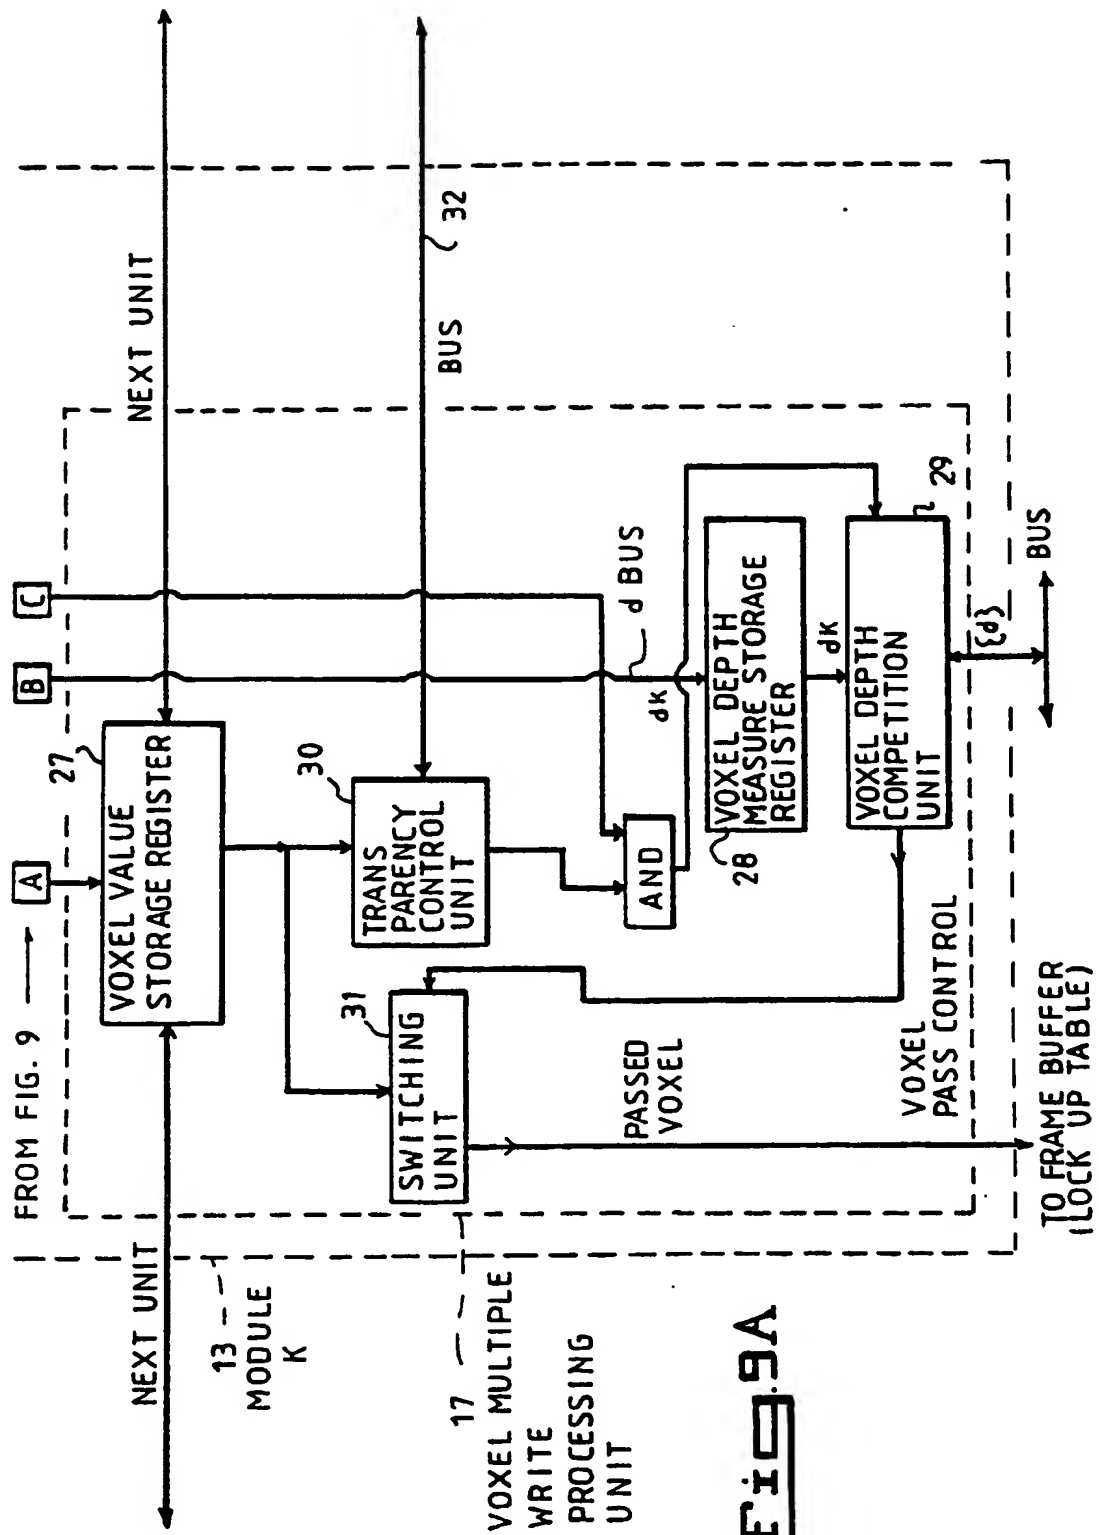 FROM FIG. 9
A
B
C
NEXT UNIT
NEXT UNIT
27
VOXEL VALUE
STORAGE REGISTER
30
TRANS
PARENCY
CONTROL
UNIT
BUS
32
31
SWITCHING
UNIT
AND
d BUS
dK
28
VOXEL DEPTH
MEASURE STORAGE
REGISTER
dK
29
VOXEL DEPTH
COMPETITION
UNIT
PASSED
VOXEL
VOXEL
PASS CONTROL
{d}
BUS
TO FRAME BUFFER
(LOCK UP TABLE)
13
MODULE
K
17
VOXEL MULTIPLE
WRITE
PROCESSING
UNIT
Fig.9A